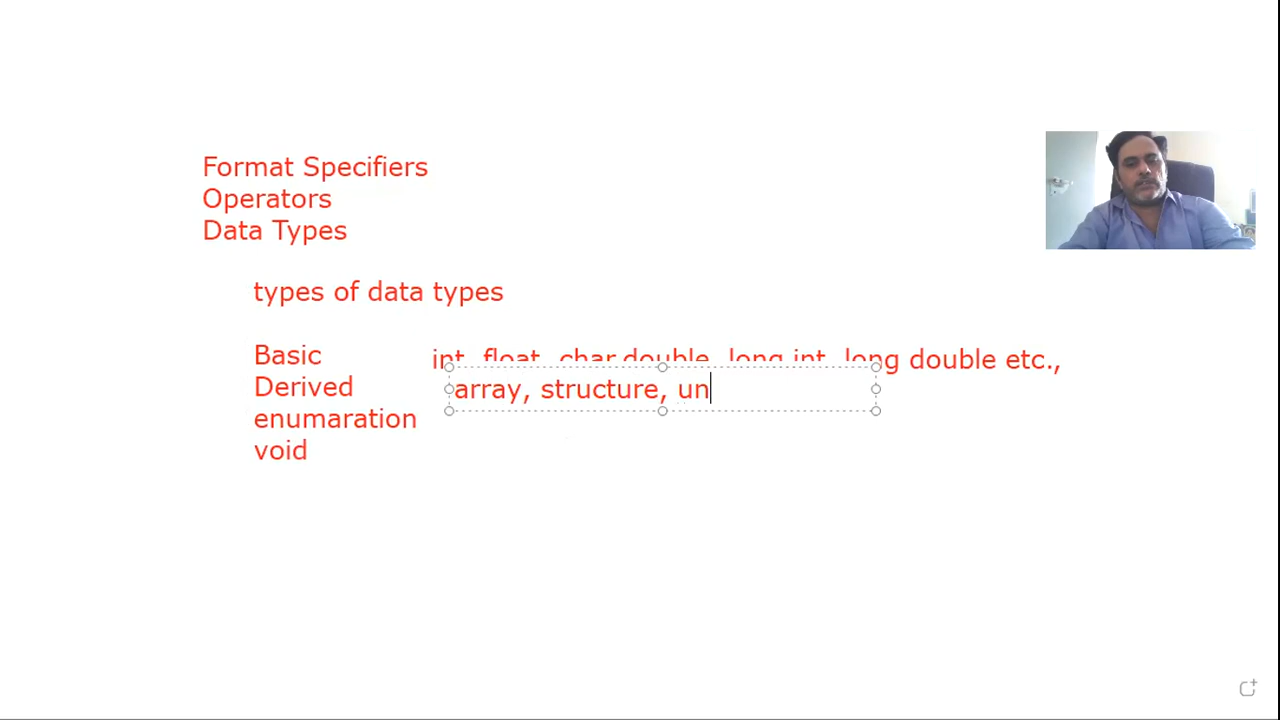 Format Specifiers
Operators
Data Types
types of data types
Basic
int, float, char,double, long int, long double etc.,
Derived
array, structure, un
enumaration
void